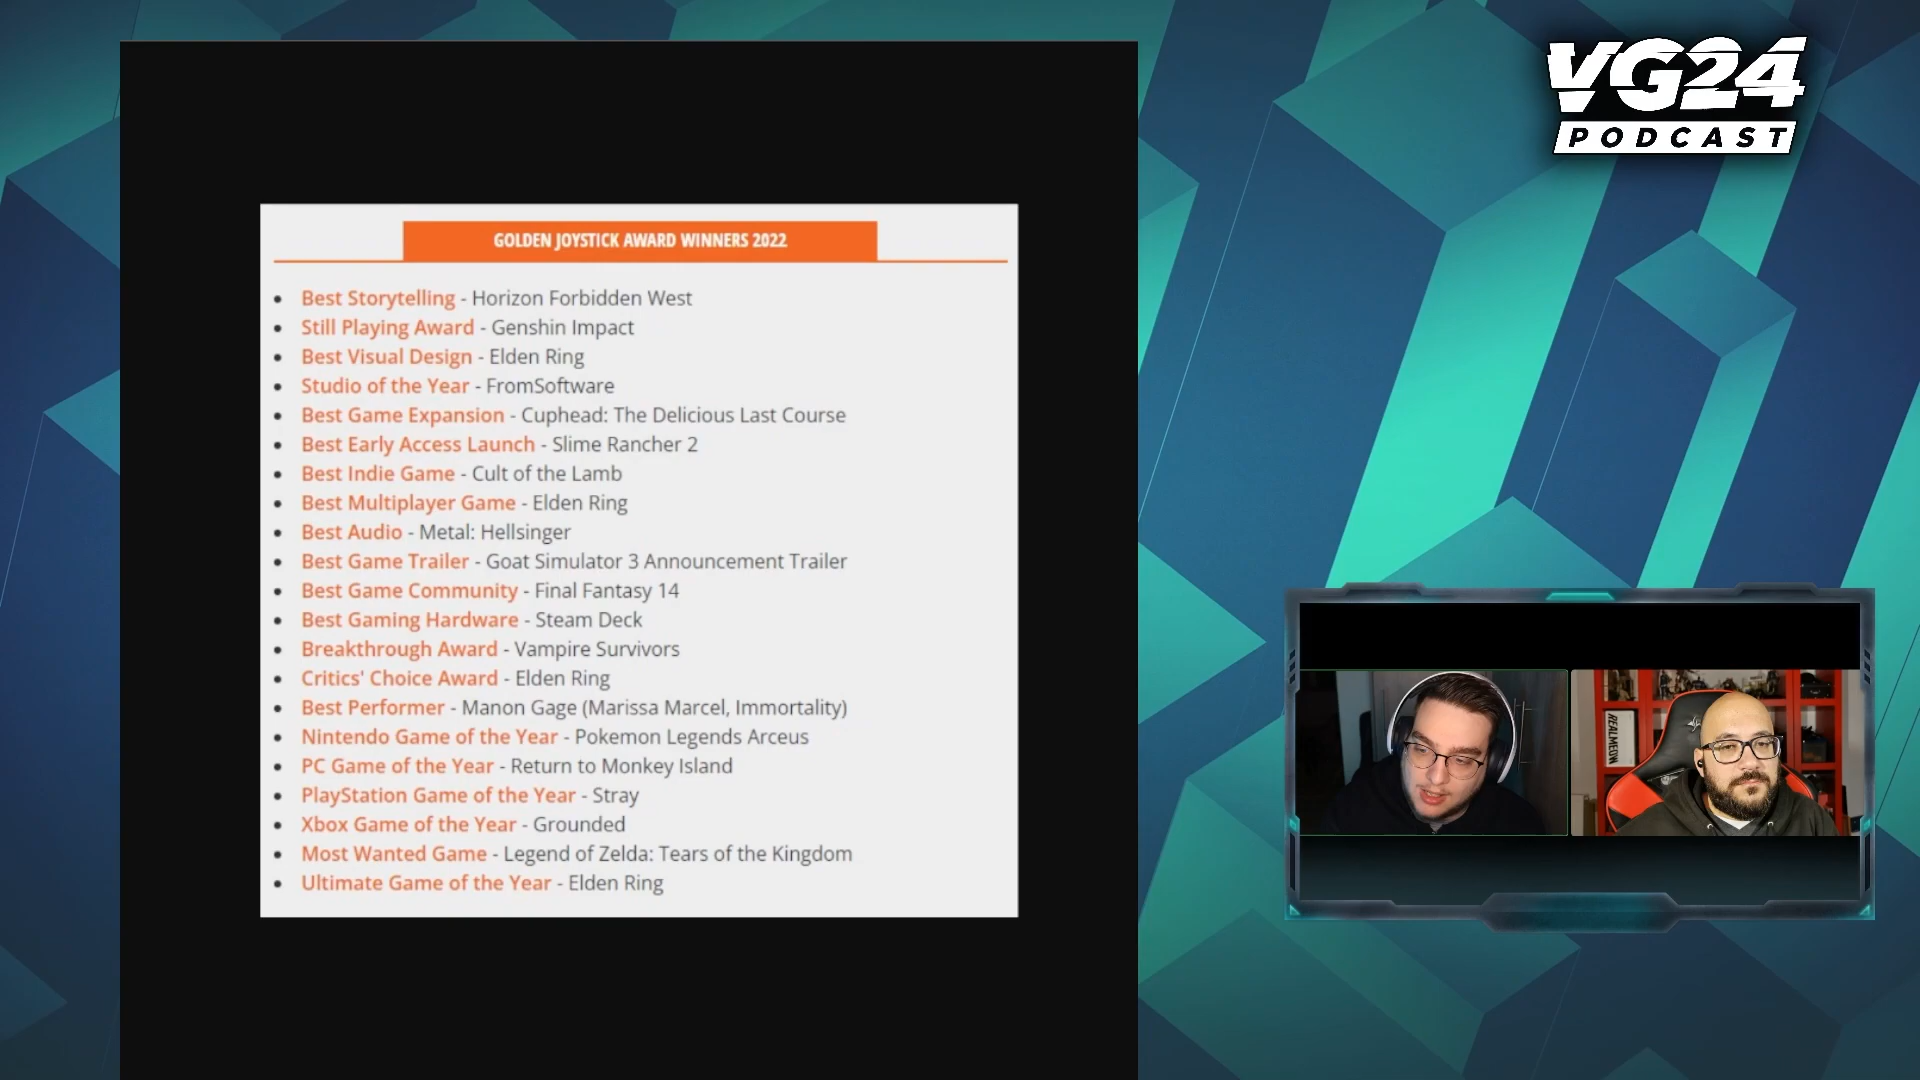 VG24
PODCAST
GOLDEN JOYSTICK AWARD WINNERS 2022
Best Storytelling - Horizon Forbidden West
Still Playing Award - Genshin Impact
Best Visual Design - Elden Ring
Studio of the Year - FromSoftware
Best Game Expansion - Cuphead: The Delicious Last Course
Best Early Access Launch - Slime Rancher 2
Best Indie Game - Cult of the Lamb
Best Multiplayer Game - Elden Ring
Best Audio - Metal: Hellsinger
Best Game Trailer - Goat Simulator 3 Announcement Trailer
Best Game Community - Final Fantasy 14
Best Gaming Hardware - Steam Deck
Breakthrough Award - Vampire Survivors
Critics' Choice Award - Elden Ring
Best Performer - Manon Gage (Marissa Marcel, Immortality)
Nintendo Game of the Year - Pokemon Legends Arceus
PC Game of the Year - Return to Monkey Island
PlayStation Game of the Year - Stray
Xbox Game of the Year - Grounded
Most Wanted Game - Legend of Zelda: Tears of the Kingdom
Ultimate Game of the Year - Elden Ring
REALMEON